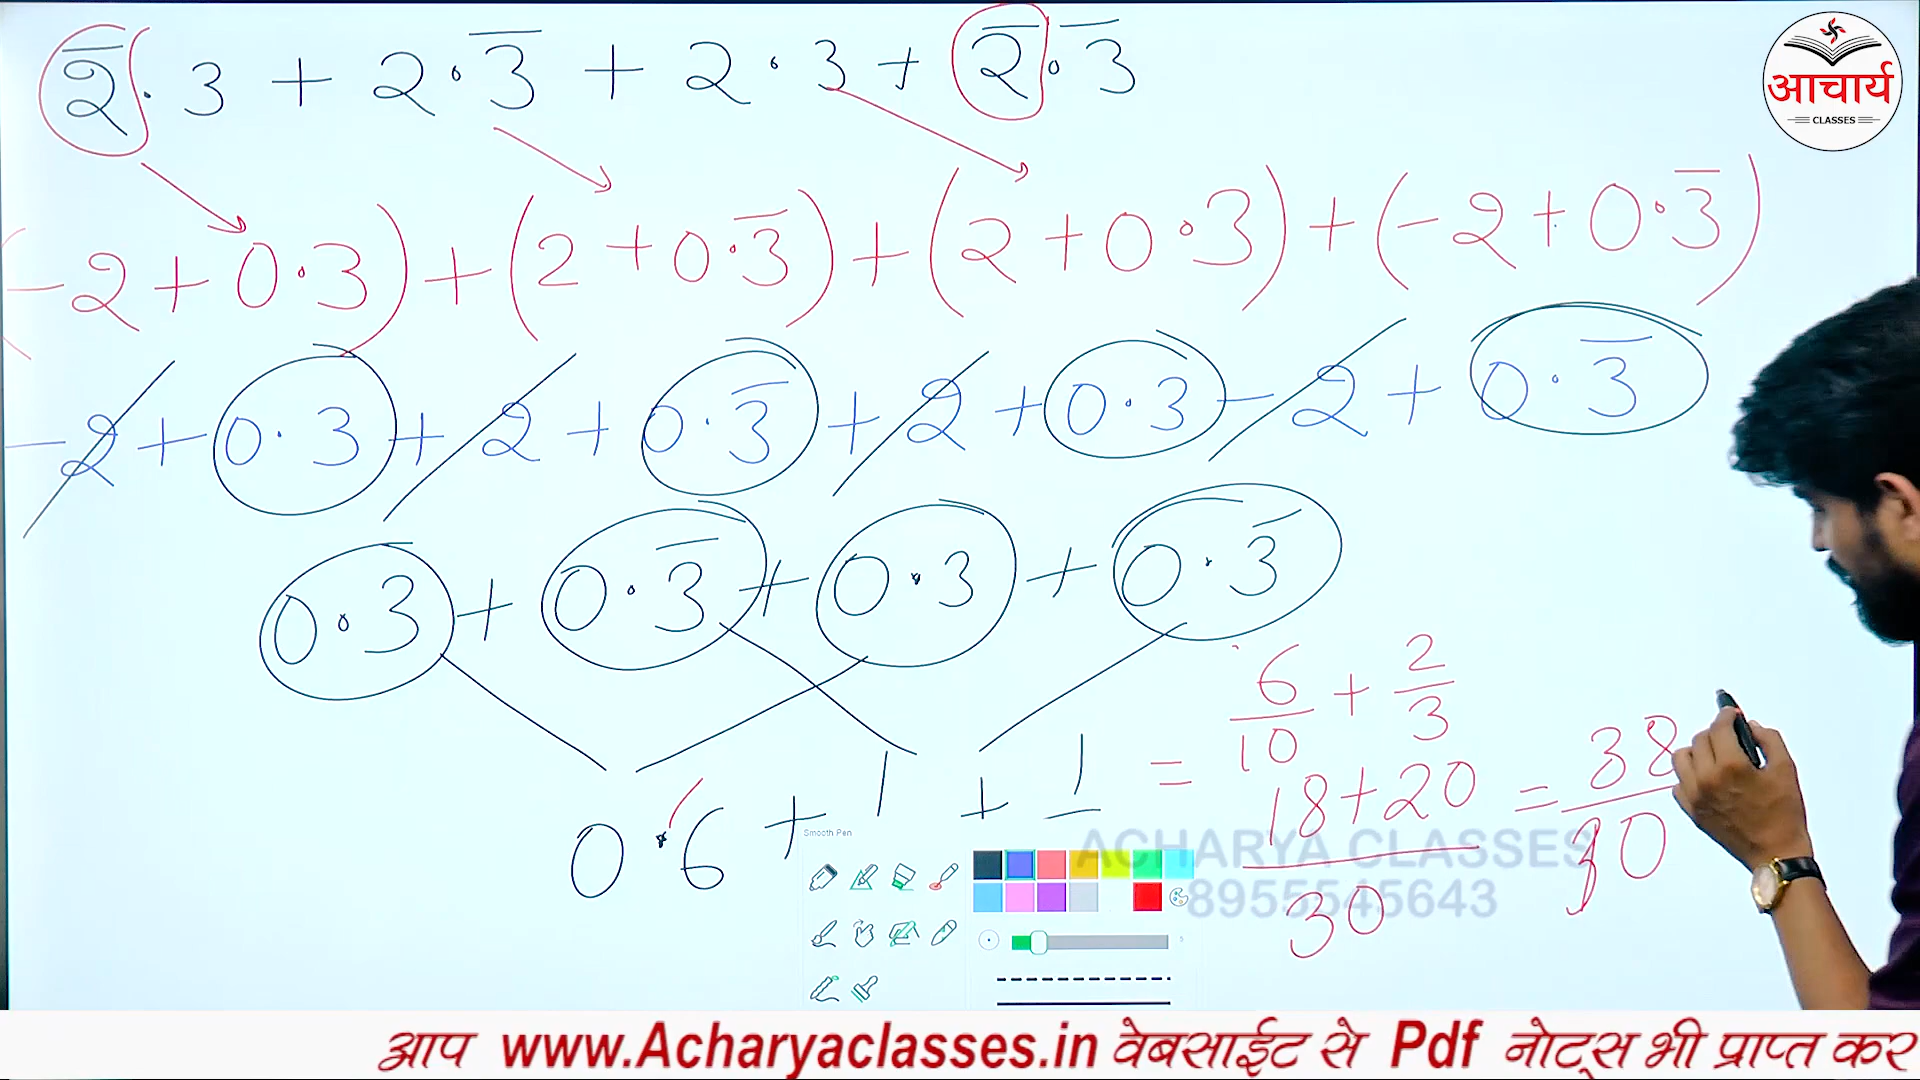 2̅.3 + 2.3̅ + 2.3 + 2̅.3̅
आचार्य
CLASSES
(-2 + 0.3) + (2 + 0.3̅) + (2 + 0.3) + (-2 + 0.3̅)
-2 + 0.3 + 2 + 0.3̅ + 2 + 0.3 - 2 + 0.3̅
0.3 + 0.3̅ + 0.3 + 0.3̅
0.6 + 1 + 1
= 6/10 + 2/3
18+20/30 = 38/30
Smooth Pen
ACHARYA CLASSES
8955545643
5
आप www.Acharyaclasses.in वेबसाईट से Pdf नोट्स भी प्राप्त कर